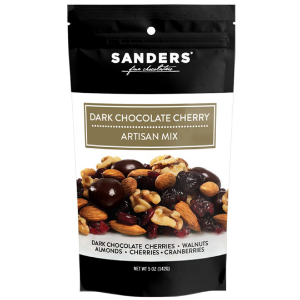 SANDERS
fine chocolatiers
DARK CHOCOLATE CHERRY
ARTISAN MIX
DARK CHOCOLATE CHERRIES • WALNUTS
ALMONDS • CHERRIES • CRANBERRIES
NET WT 5 OZ (142G)